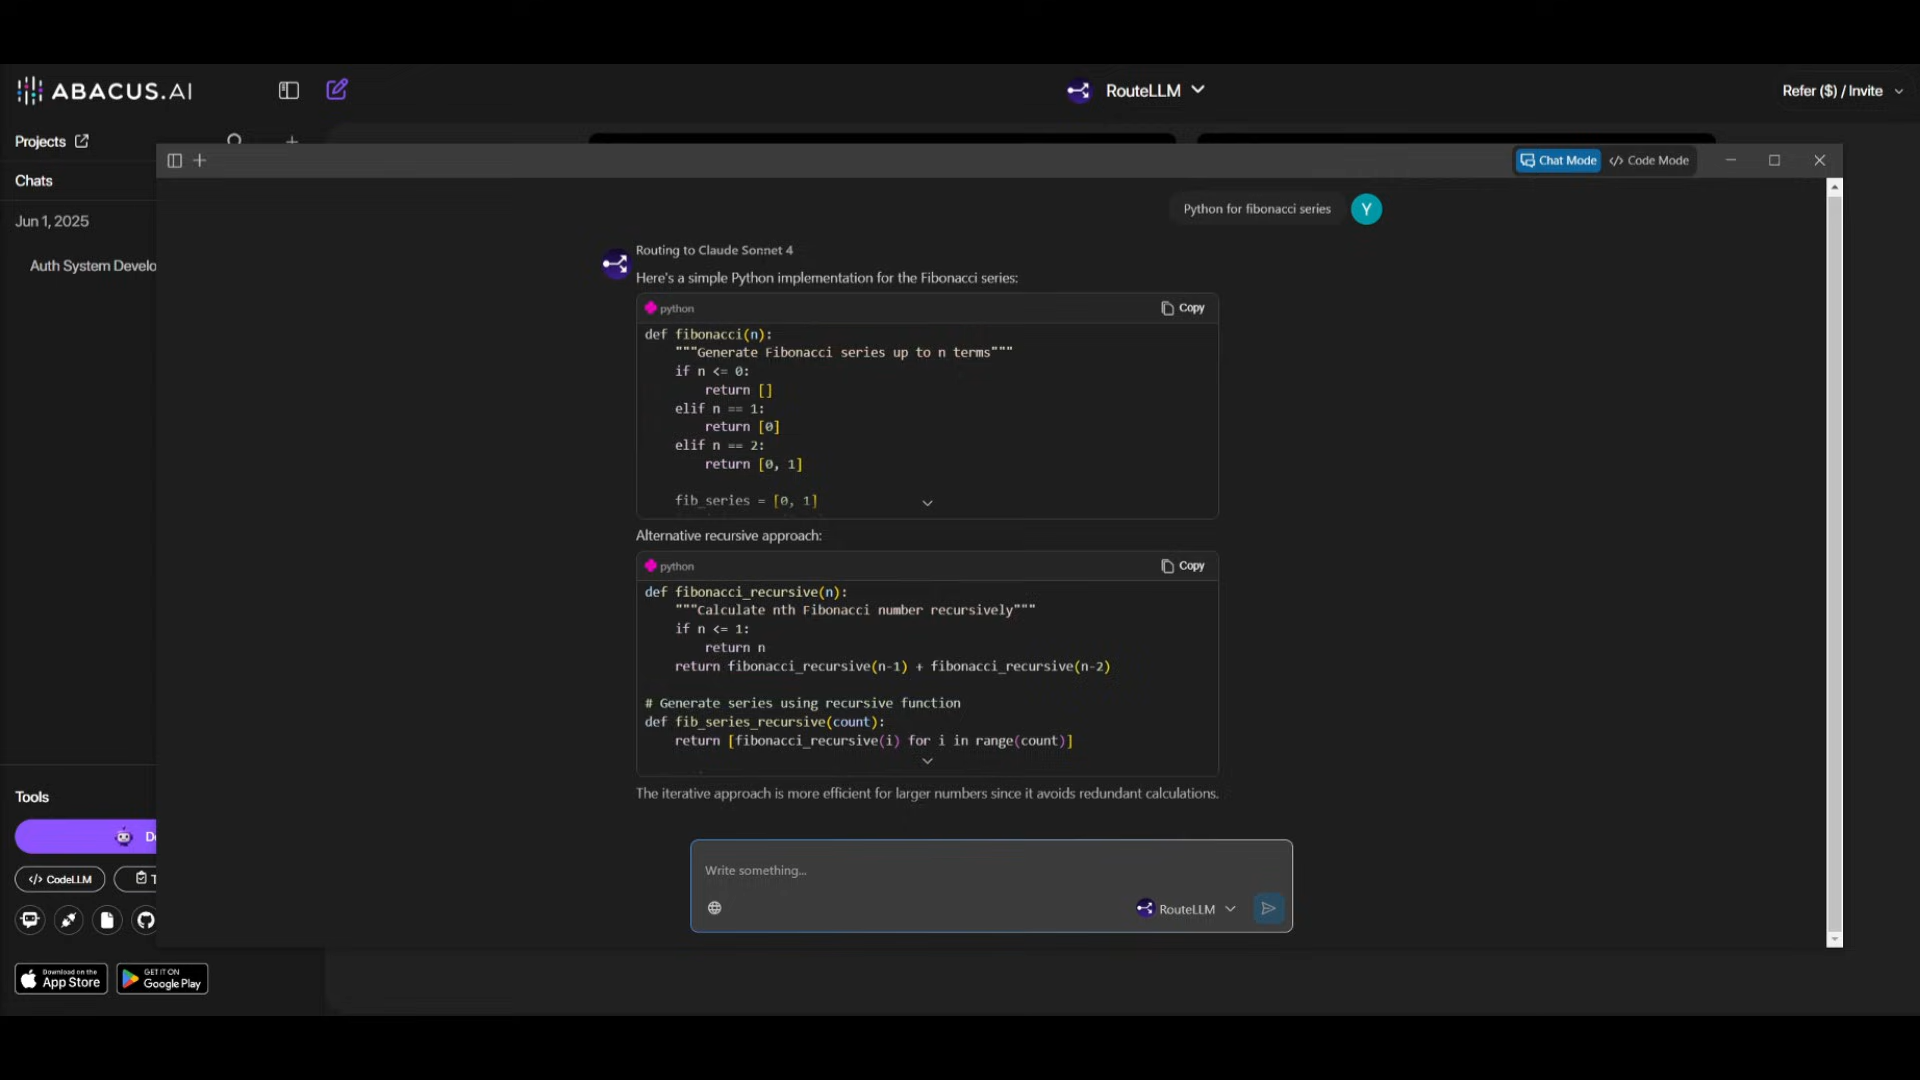 ABACUS.AI
RouteLLM
Refer ($) / Invite
Projects
Chats
Jun 1, 2025
Auth System Develo
Chat Mode
</> Code Mode
Python for fibonacci series
Y
Routing to Claude Sonnet 4
Here's a simple Python implementation for the Fibonacci series:
python
Copy
def fibonacci(n):
    """Generate Fibonacci series up to n terms"""
    if n <= 0:
        return []
    elif n == 1:
        return [0]
    elif n == 2:
        return [0, 1]
    fib_series = [0, 1]
Alternative recursive approach:
python
Copy
def fibonacci_recursive(n):
    """Calculate nth Fibonacci number recursively"""
    if n <= 1:
        return n
    return fibonacci_recursive(n-1) + fibonacci_recursive(n-2)
# Generate series using recursive function
def fib_series_recursive(count):
    return [fibonacci_recursive(i) for i in range(count)]
The iterative approach is more efficient for larger numbers since it avoids redundant calculations.
Write something...
RouteLLM
Tools
</> CodeLLM
Download on the
App Store
GET IT ON
Google Play